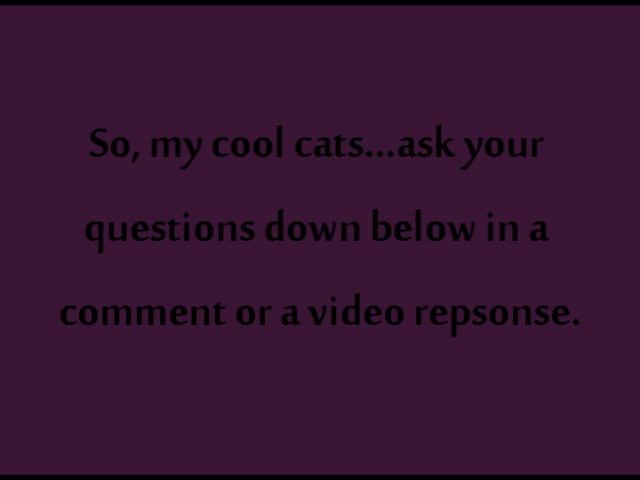 So, my cool cats...ask your
questions down below in a
comment or a video repsonse.